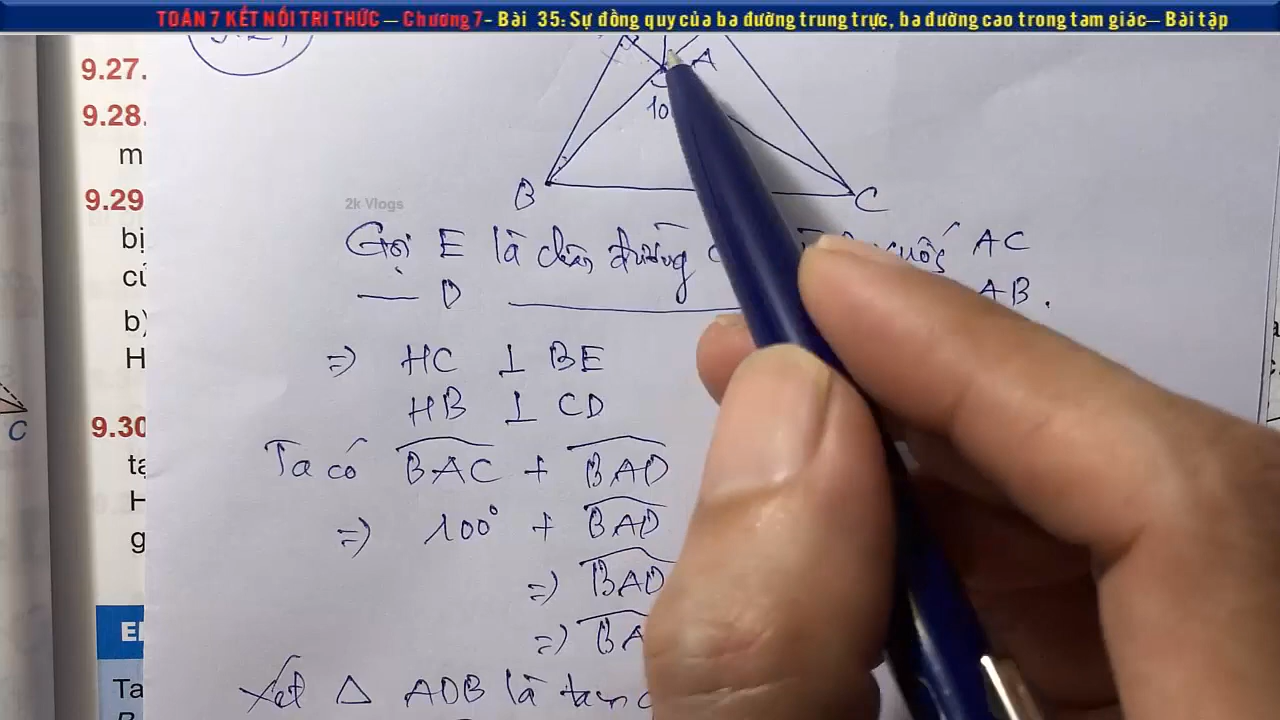 TOÁN 7 KẾT NỐI TRI THỨC – Chương 7 - Bài 35: Sự đồng quy của ba đường trung trực, ba đường cao trong tam giác – Bài tập
9.27.
9.28.
m
9.29
bị
củ
b)
H
9.30
H
g
C
Ta
A
10
B
C
2k Vlogs
Gọi E là chân đường AC
D AB.
=> HC ⊥ BE
HB ⊥ CD
Ta có BAC + BAD
=> 100° + BAD
=> BAD
=> BA
Xét △ ADB là tam